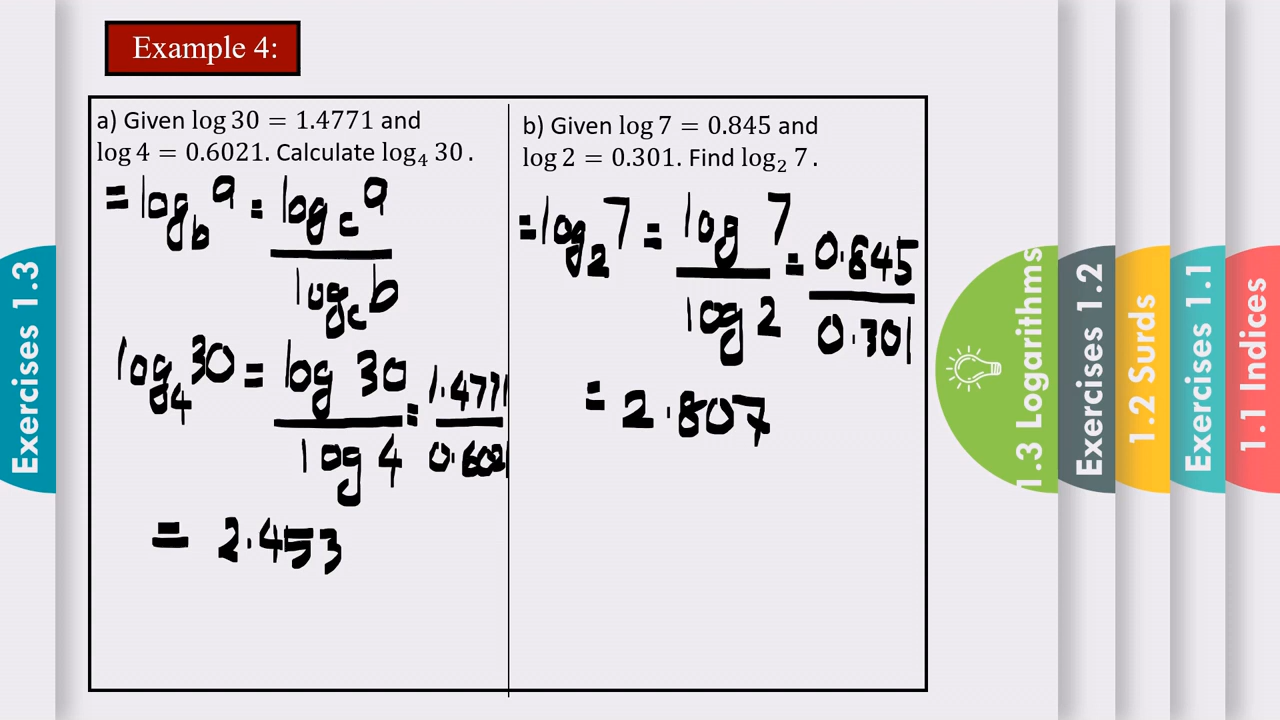 Example 4:
a) Given log 30 = 1.4771 and
log 4 = 0.6021. Calculate log₄ 30 .
= log_b a = log_c a / log_c b
log₄ 30 = log 30 / log 4 = 1.4771 / 0.6021
= 2.453
b) Given log 7 = 0.845 and
log 2 = 0.301. Find log₂ 7 .
= log₂ 7 = log 7 / log 2 = 0.845 / 0.301
= 2.807
Exercises 1.3
1.3 Logarithms
Exercises 1.2
1.2 Surds
Exercises 1.1
1.1 Indices